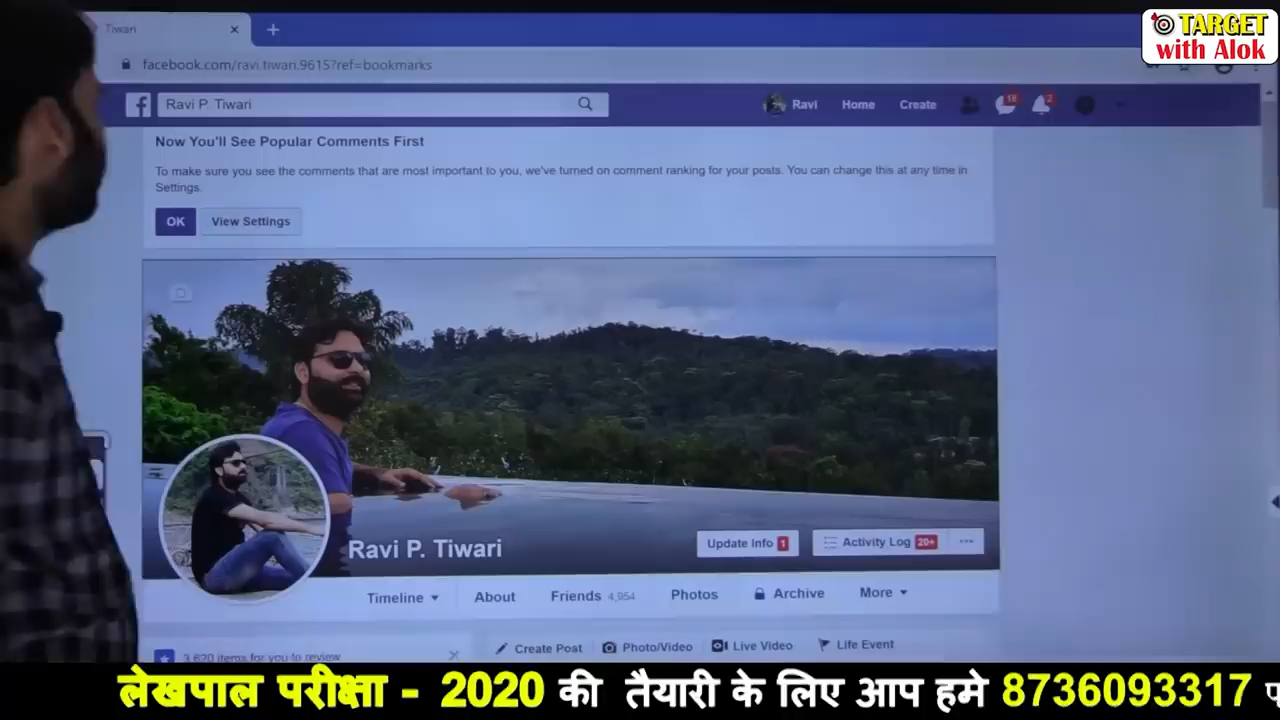 Tiwari
TARGET
with Alok
facebook.com/ravi.tiwari.9615?ref=bookmarks
Ravi P. Tiwari
Ravi Home Create 18 2
Now You'll See Popular Comments First
To make sure you see the comments that are most important to you, we've turned on comment ranking for your posts. You can change this at any time in
Settings.
OK View Settings
Ravi P. Tiwari
Update Info 1 Activity Log 20+
Timeline About Friends 4,954 Photos Archive More
3,620 items for you to review
Create Post Photo/Video Live Video Life Event
लेखपाल परीक्षा - 2020 की तैयारी के लिए आप हमे 8736093317